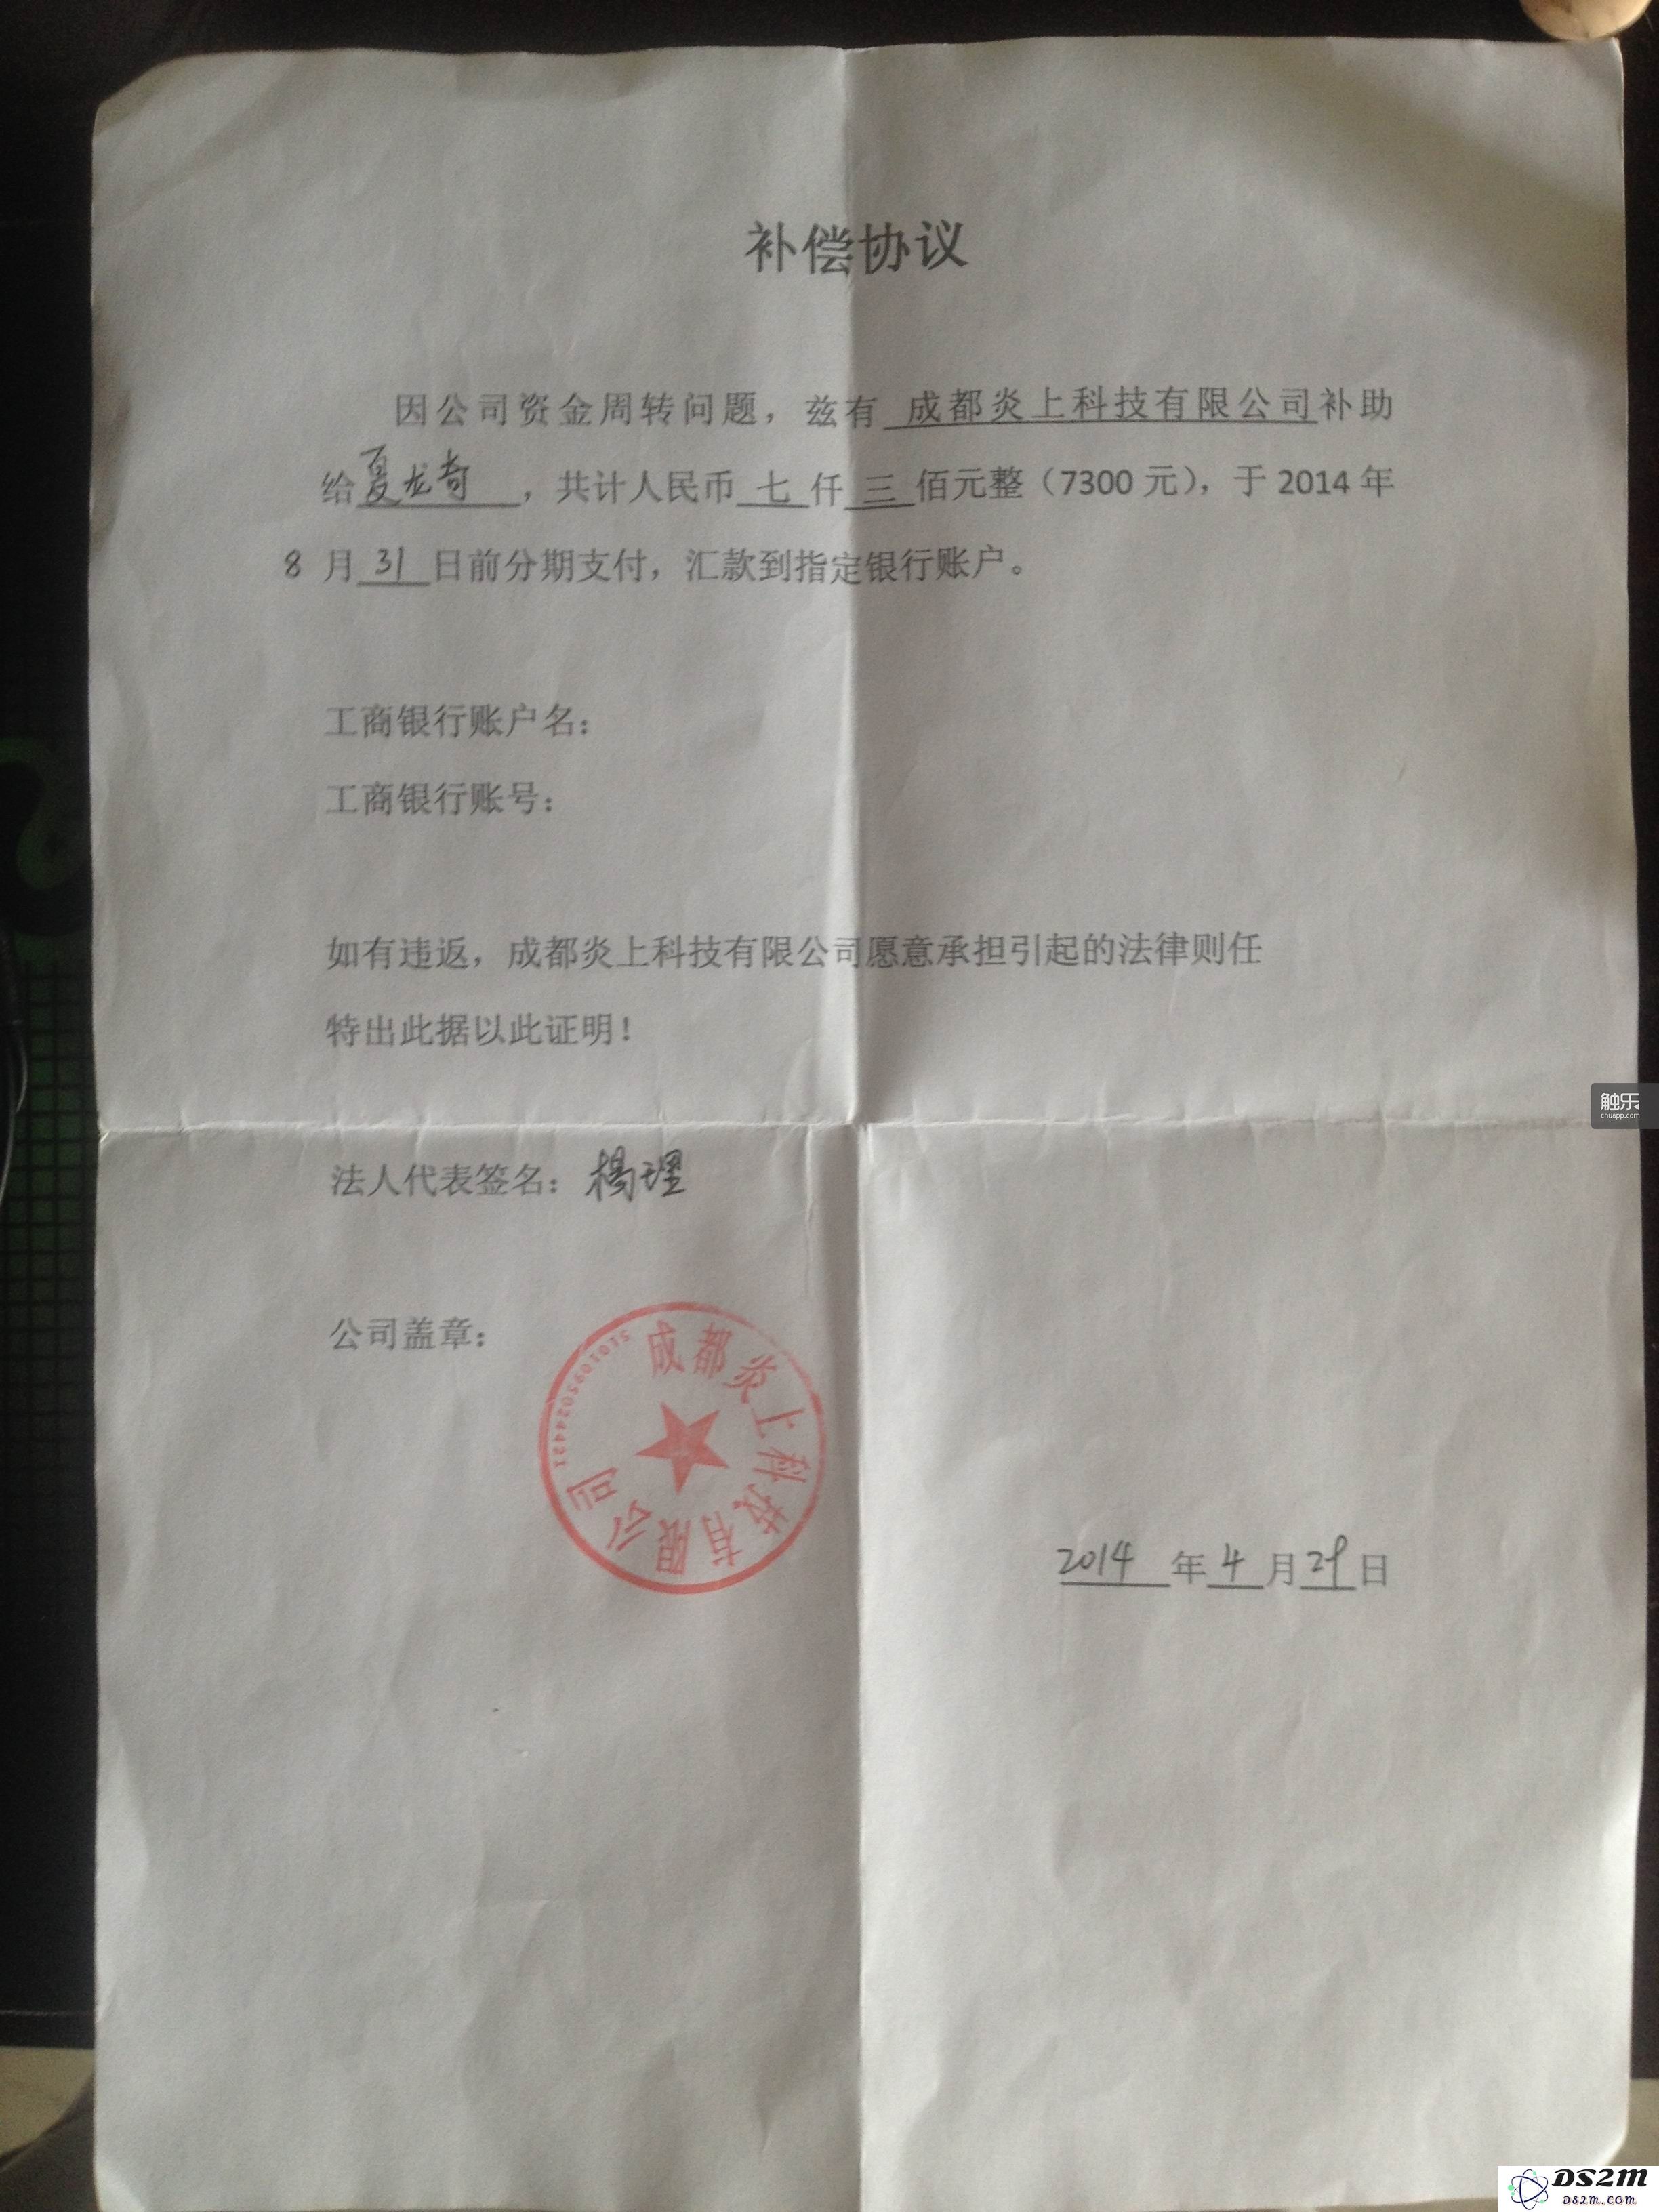 补偿协议
因公司资金周转问题，兹有 成都炎上科技有限公司补助
给夏龙奇 ，共计人民币 七 仟 三 佰元整（7300 元），于 2014 年
8 月 31 日前分期支付，汇款到指定银行账户。
工商银行账户名：
工商银行账号：
如有违返，成都炎上科技有限公司愿意承担引起的法律则任
特出此据以此证明！
触乐
chuapp.com
法人代表签名：杨理
公司盖章：
成都炎上科技有限公司
5101095024421
2014 年 4 月 29 日
DS2M
DS2M.com